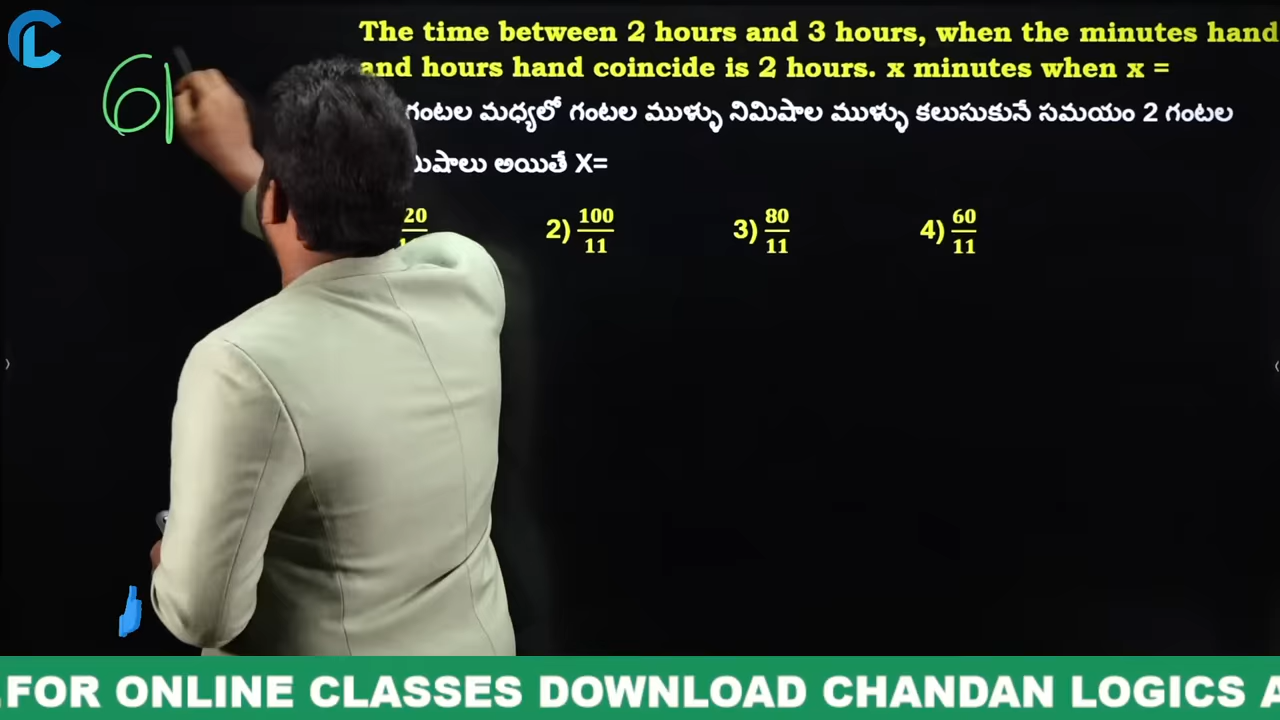 61
The time between 2 hours and 3 hours, when the minutes hand
and hours hand coincide is 2 hours. x minutes when x =
గంటల మధ్యలో గంటల ముళ్ళు నిమిషాల ముళ్ళు కలుసుకునే సమయం 2 గంటల
అయితే X=
20 2) 100/11 3) 80/11 4) 60/11
FOR ONLINE CLASSES DOWNLOAD CHANDAN LOGICS A